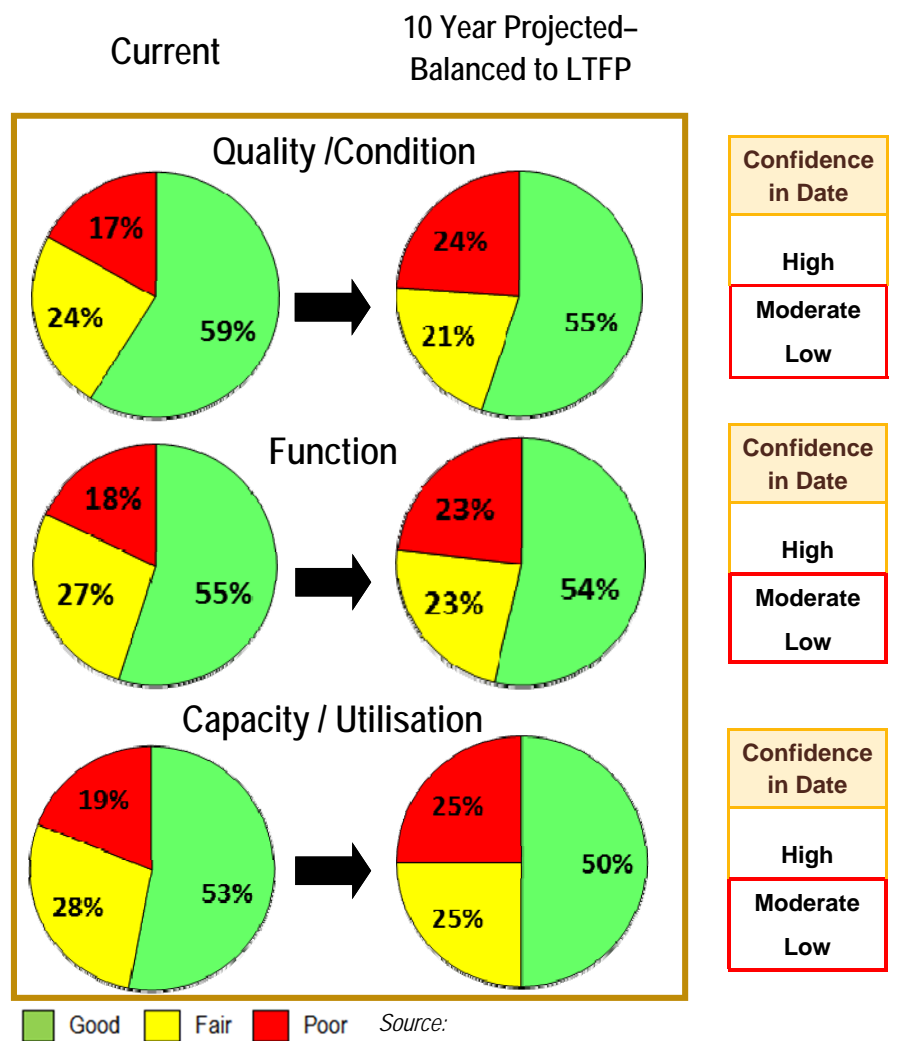 Current
10 Year Projected–
Balanced to LTFP
Quality /Condition
17%
24%
59%
24%
21%
55%
Confidence
in Date
High
Moderate
Low
Function
18%
27%
55%
23%
23%
54%
Confidence
in Date
High
Moderate
Low
Capacity / Utilisation
19%
28%
53%
25%
25%
50%
Confidence
in Date
High
Moderate
Low
Good Fair Poor Source: